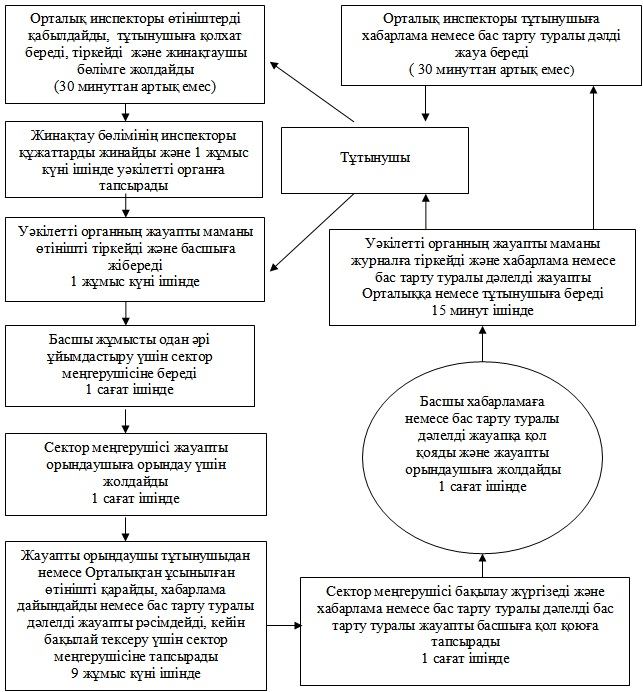 Орталық инспекторы өтініштерді
қабылдайды, тұтынушыға қолхат
береді, тіркейді және жинақтаушы
бөлімге жолдайды
(30 минуттан артық емес)
Орталық инспекторы тұтынушыға
хабарлама немесе бас тарту туралы дәлді
жауа береді
( 30 минуттан артық емес)
Жинақтау бөлімінің инспекторы
құжаттарды жинайды және 1 жұмыс
күні ішінде уәкілетті органға
тапсырады
Тұтынушы
Уәкілетті органның жауапты маманы
өтінішті тіркейді және басшыға
жібереді
1 жұмыс күні ішінде
Уәкілетті органның жауапты маманы
журналға тіркейді және хабарлама немесе
бас тарту туралы дәлелді жауапты
Орталыққа немесе тұтынушыға береді
15 минут ішінде
Басшы жұмысты одан әрі
ұйымдастыру үшін сектор
меңгерушісіне береді
1 сағат ішінде
Басшы хабарламаға
немесе бас тарту туралы
дәлелді жауапқа қол
қояды және жауапты
орындаушыға жолдайды
1 сағат ішінде
Сектор меңгерушісі жауапты
орындаушыға орындау үшін
жолдайды
1 сағат ішінде
Жауапты орындаушы тұтынушыдан
немесе Орталықтан ұсынылған
өтінішті қарайды, хабарлама
дайындайды немесе бас тарту туралы
дәлелді жауапты рәсімдейді, кейін
бақылай тексеру үшін сектор
меңгерушісіне тапсырады
9 жұмыс күні ішінде
Сектор меңгерушісі бақылау жүргізеді және
хабарлама немесе бас тарту туралы дәлелді бас
тарту туралы жауапты басшыға қол қоюға
тапсырады
1 сағат ішінде